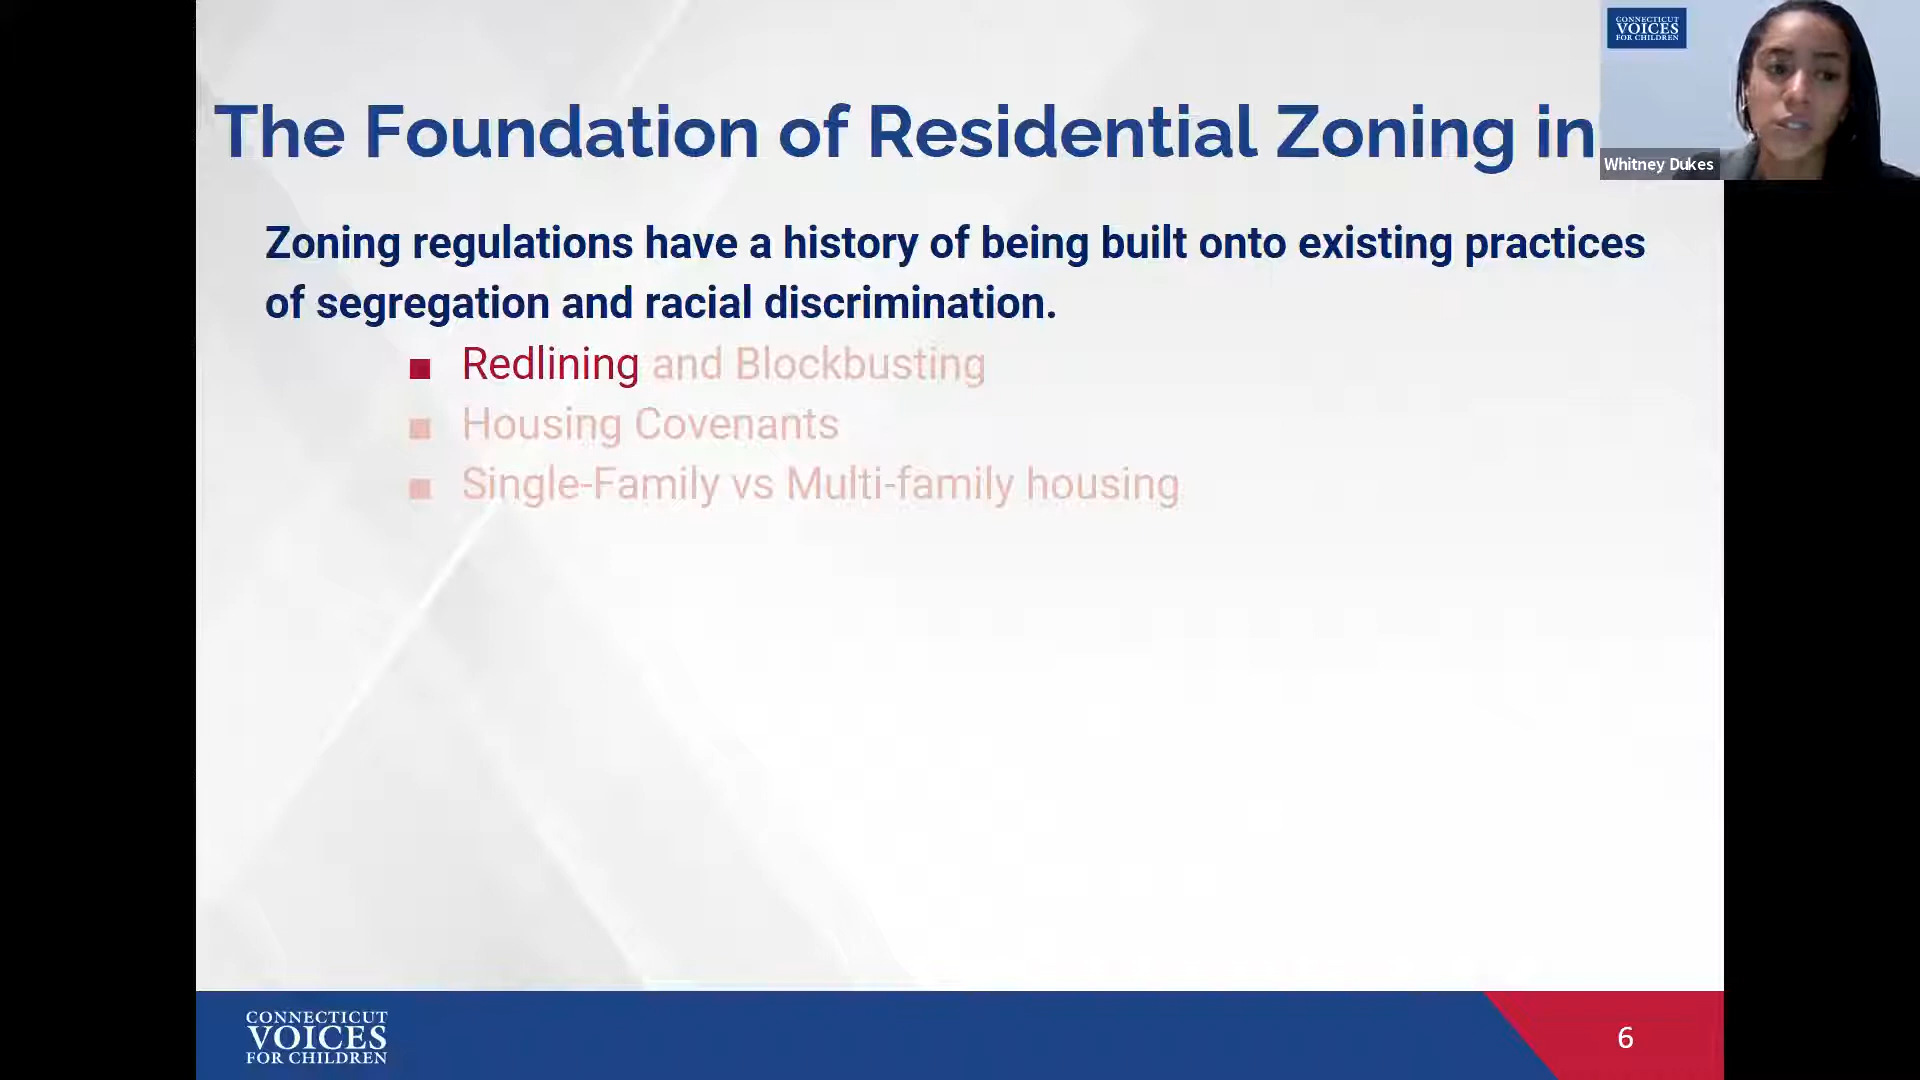 CONNECTICUT
VOICES
FOR CHILDREN
Whitney Dukes
The Foundation of Residential Zoning in
Zoning regulations have a history of being built onto existing practices
of segregation and racial discrimination.
Redlining and Blockbusting
Housing Covenants
Single-Family vs Multi-family housing
CONNECTICUT
VOICES
FOR CHILDREN
6